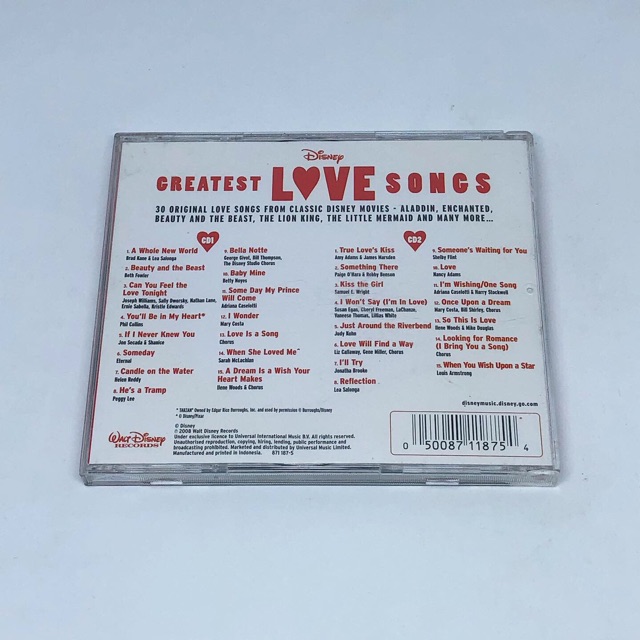 Disney
GREATEST LOVE SONGS
30 ORIGINAL LOVE SONGS FROM CLASSIC DISNEY MOVIES - ALADDIN, ENCHANTED,
BEAUTY AND THE BEAST, THE LION KING, THE LITTLE MERMAID AND MANY MORE...
CD1
1. A Whole New World
Brad Kane & Lea Salonga
2. Beauty and the Beast
Beth Fowler
3. Can You Feel the
Love Tonight
Joseph Williams, Sally Dworsky, Nathan Lane,
Ernie Sabella, Kristle Edwards
4. You'll Be in My Heart*
Phil Collins
5. If I Never Knew You
Jon Secada & Shanice
6. Someday
Eternal
7. Candle on the Water
Helen Reddy
8. He's a Tramp
Peggy Lee
9. Bella Notte
George Givot, Bill Thompson,
The Disney Studio Chorus
10. Baby Mine
Betty Noyes
11. Some Day My Prince
Will Come
Adriana Caselotti
12. I Wonder
Mary Costa
13. Love Is a Song
Chorus
14. When She Loved Me~
Sarah McLachlan
15. A Dream Is a Wish Your
Heart Makes
Ilene Woods & Chorus
CD2
1. True Love's Kiss
Amy Adams & James Marsden
2. Something There
Paige O'Hara & Robby Benson
3. Kiss the Girl
Samuel E. Wright
4. I Won't Say (I'm In Love)
Susan Egan, Cheryl Freeman, LaChanze,
Vaneese Thomas, Lillias White
5. Just Around the Riverbend
Judy Kuhn
6. Love Will Find a Way
Liz Callaway, Gene Miller, Chorus
7. I'll Try
Jonatha Brooke
8. Reflection
Lea Salonga
9. Someone's Waiting for You
Shelby Flint
10. Love
Nancy Adams
11. I'm Wishing/One Song
Adriana Caselotti & Harry Stockwell
12. Once Upon a Dream
Mary Costa, Bill Shirley, Chorus
13. So This Is Love
Ilene Woods & Mike Douglas
14. Looking for Romance
(I Bring You a Song)
Chorus
15. When You Wish Upon a Star
Louis Armstrong
* TARZAN® Owned by Edgar Rice Burroughs, Inc. and used by permission © Burroughs/Disney
~ © Disney/Pixar
disneymusic.disney.go.com
WALT DISNEY
RECORDS
© Disney
℗ 2008 Walt Disney Records
Under exclusive licence to Universal International Music B.V. All rights reserved.
Unauthorised reproduction, copying, hiring, lending, public performance and
broadcasting prohibited. Marketed and distributed by Universal Music Limited.
Manufactured and printed in Indonesia. 871 187-5
0 50087 11875 4